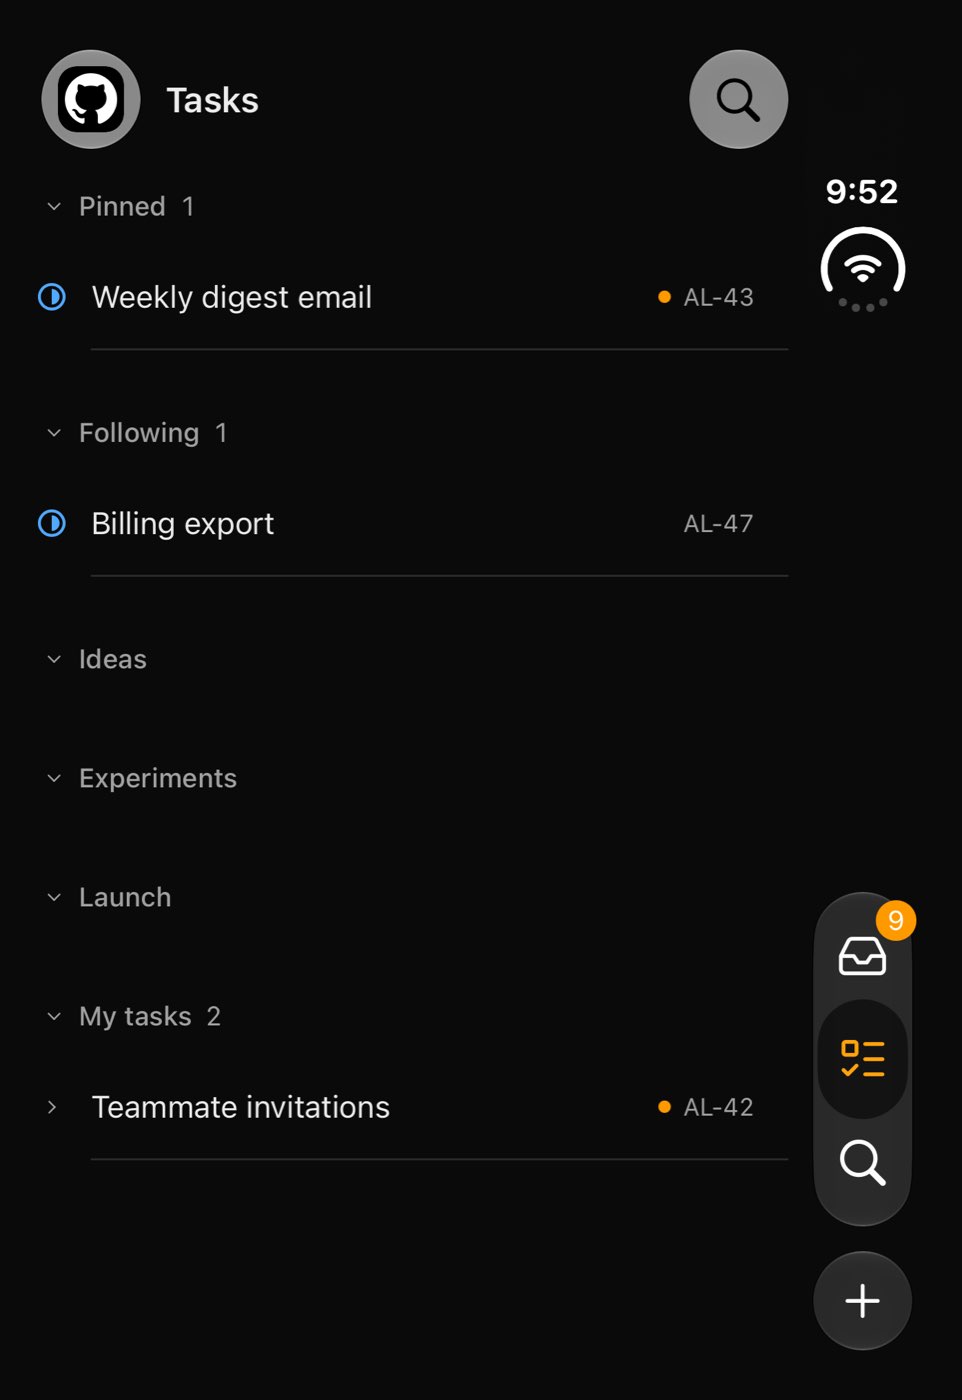 Tasks
Pinned 1
9:52
Weekly digest email AL-43
Following 1
Billing export AL-47
Ideas
Experiments
Launch
9
My tasks 2
Teammate invitations AL-42